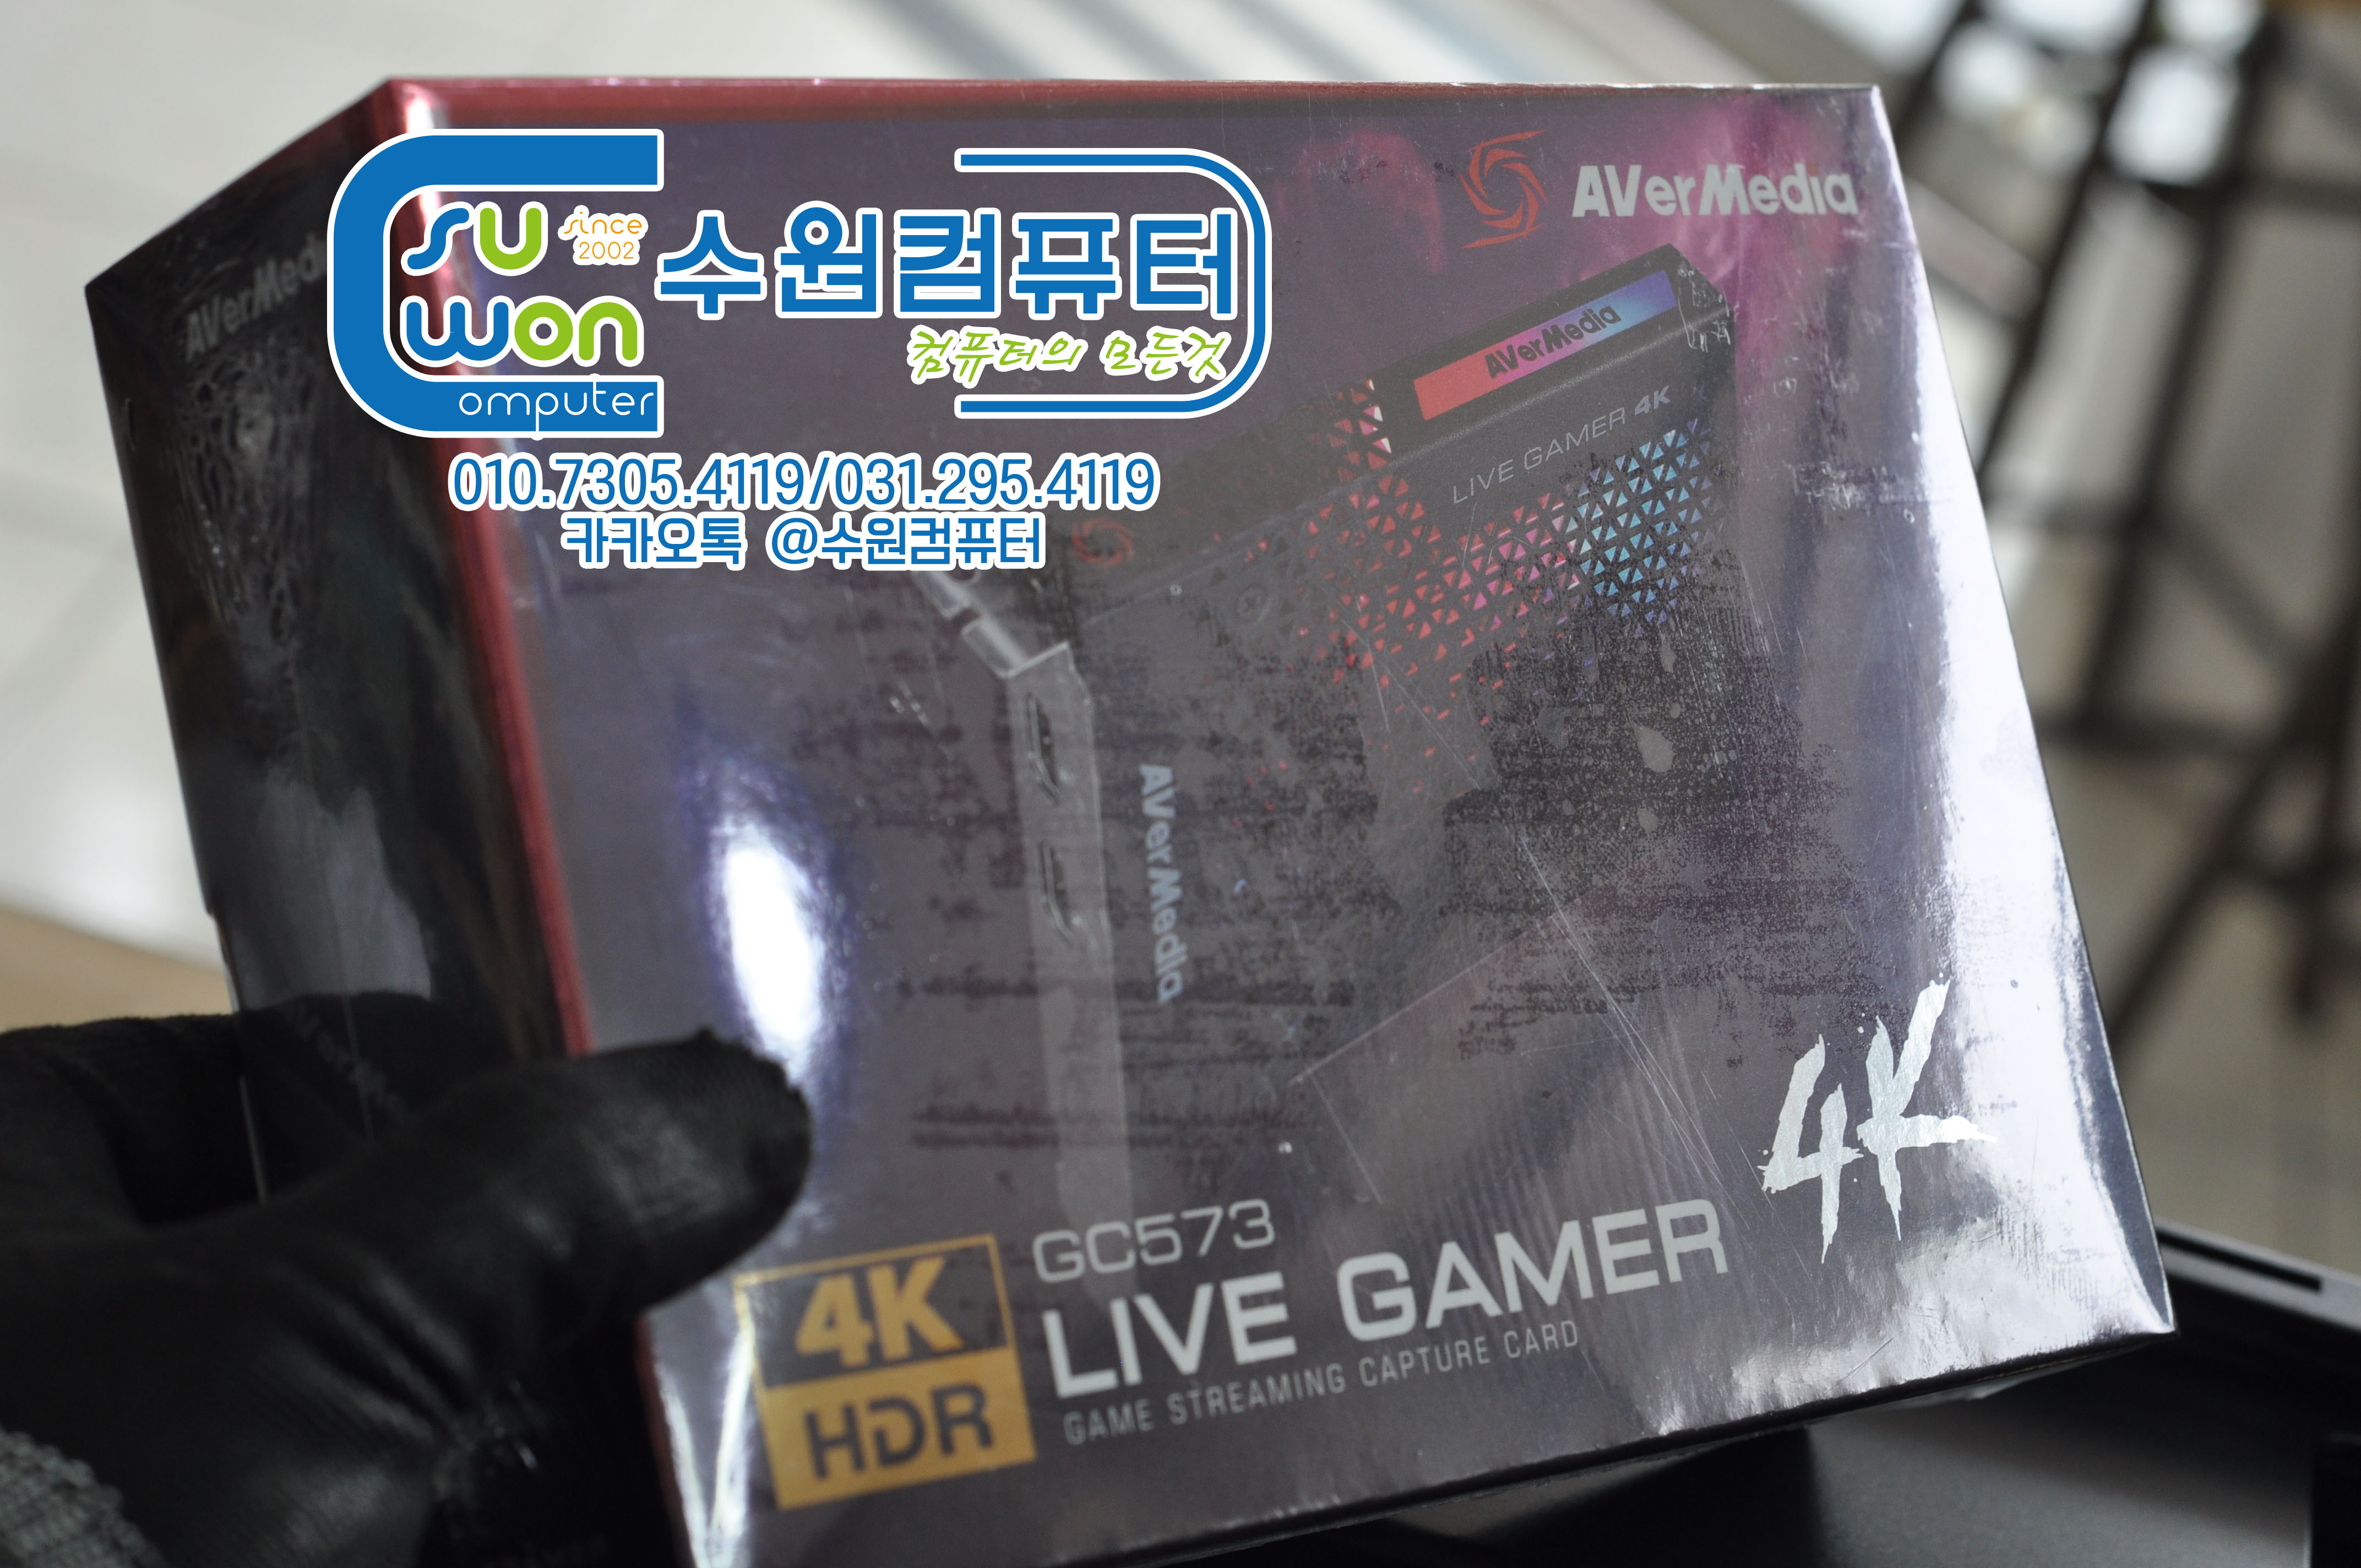 AVerMedia
AVerMedi
su
since
2002
수원컴퓨터
won
컴퓨터의 모든것
omputer
AVerMedia
LIVE GAMER 4K
010.7305.4119/031.295.4119
카카오톡 @수원컴퓨터
AVerMedia
4K
GC573
4K
LIVE GAMER
HDR
GAME STREAMING CAPTURE CARD